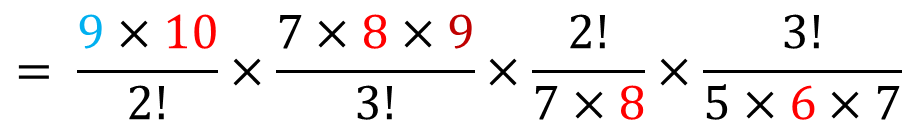 = (9 × 10)/2! × (7 × 8 × 9)/3! × 2!/(7 × 8) × 3!/(5 × 6 × 7)